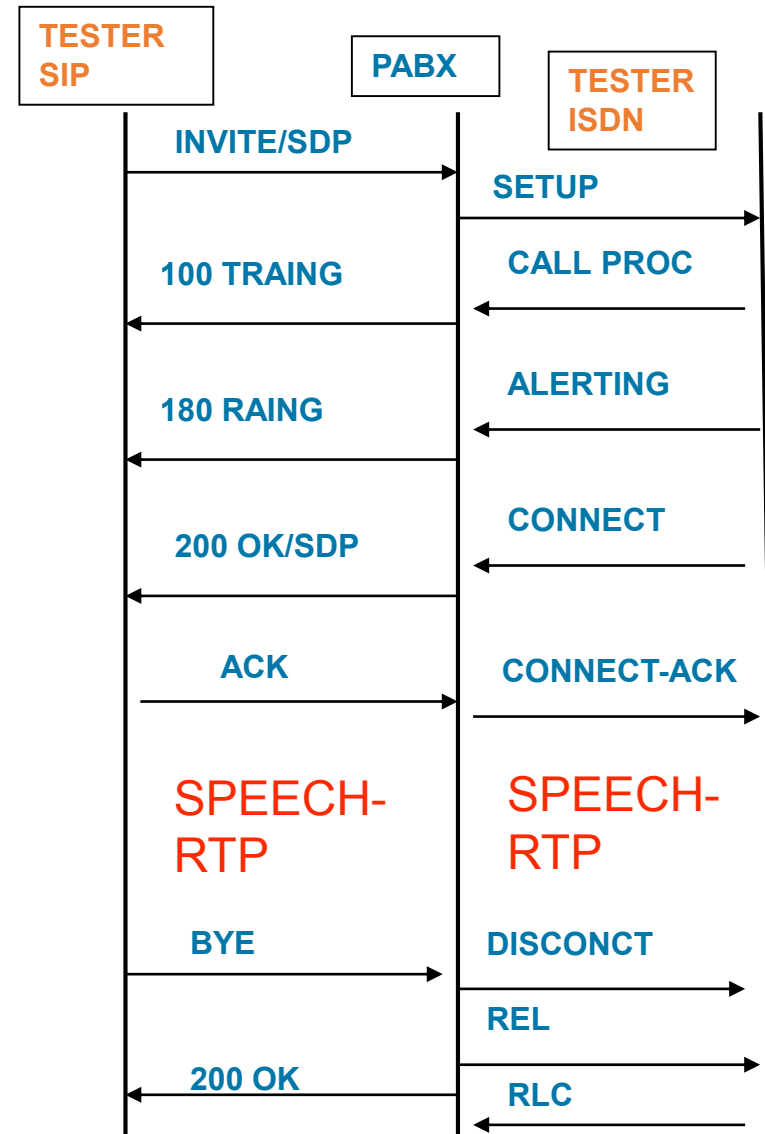 TESTER
SIP
PABX
TESTER
ISDN
INVITE/SDP
SETUP
100 TRAING
CALL PROC
180 RAING
ALERTING
200 OK/SDP
CONNECT
ACK
CONNECT-ACK
SPEECH-
RTP
SPEECH-
RTP
BYE
DISCONCT
REL
200 OK
RLC